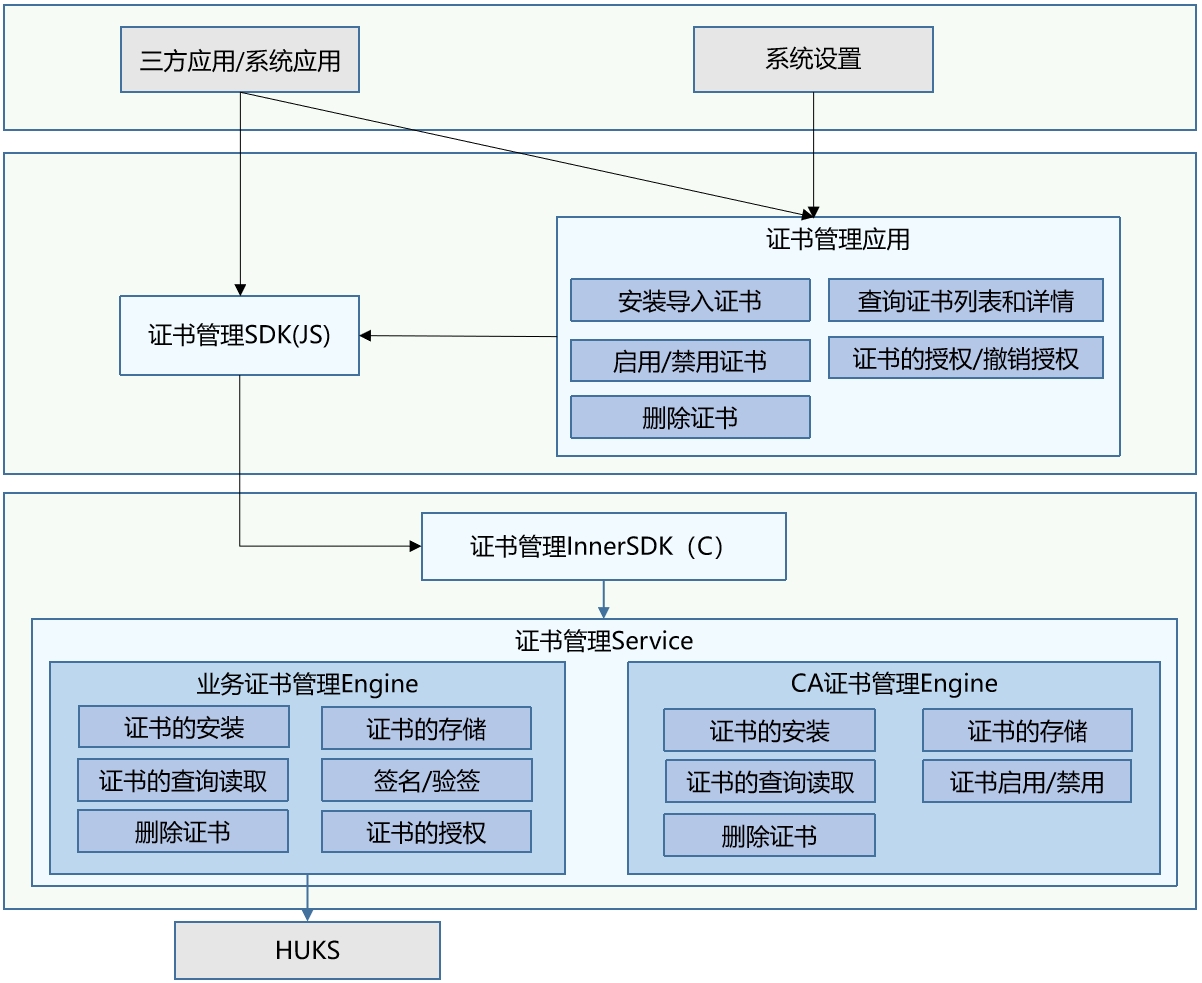 三方应用/系统应用
系统设置
证书管理应用
安装导入证书
查询证书列表和详情
证书管理SDK(JS)
启用/禁用证书
证书的授权/撤销授权
删除证书
证书管理InnerSDK（C）
证书管理Service
业务证书管理Engine
证书的安装
证书的存储
证书的查询读取
签名/验签
删除证书
证书的授权
CA证书管理Engine
证书的安装
证书的存储
证书的查询读取
证书启用/禁用
删除证书
HUKS